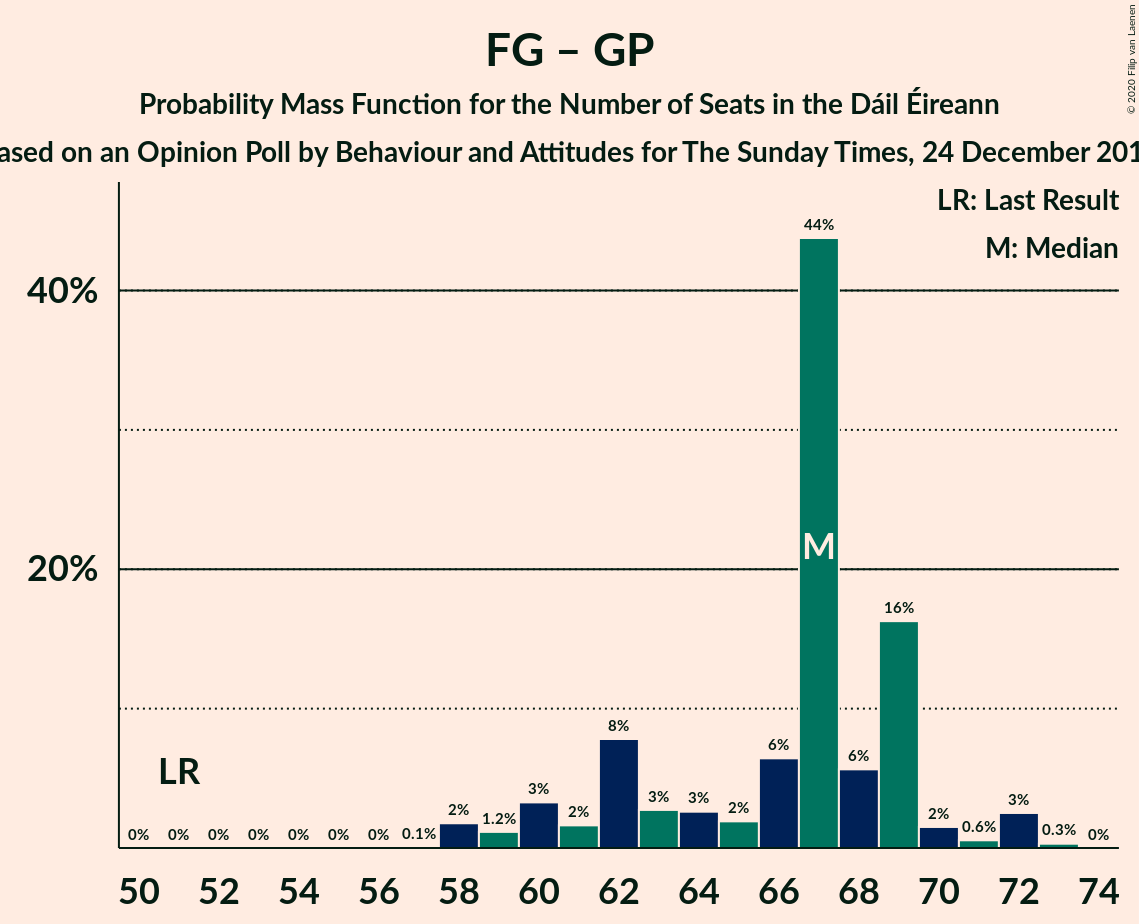 FG – GP
Probability Mass Function for the Number of Seats in the Dáil Éireann
ased on an Opinion Poll by Behaviour and Attitudes for The Sunday Times, 24 December 201
© 2020 Filip van Laenen
LR: Last Result
M: Median
44%
40%
M
20%
16%
8%
6%
6%
LR
3%
3%
3%
3%
2%
2%
2%
2%
1.2%
0.6%
0.3%
0.1%
0% 0% 0% 0% 0% 0% 0% 0%
50 52 54 56 58 60 62 64 66 68 70 72 74